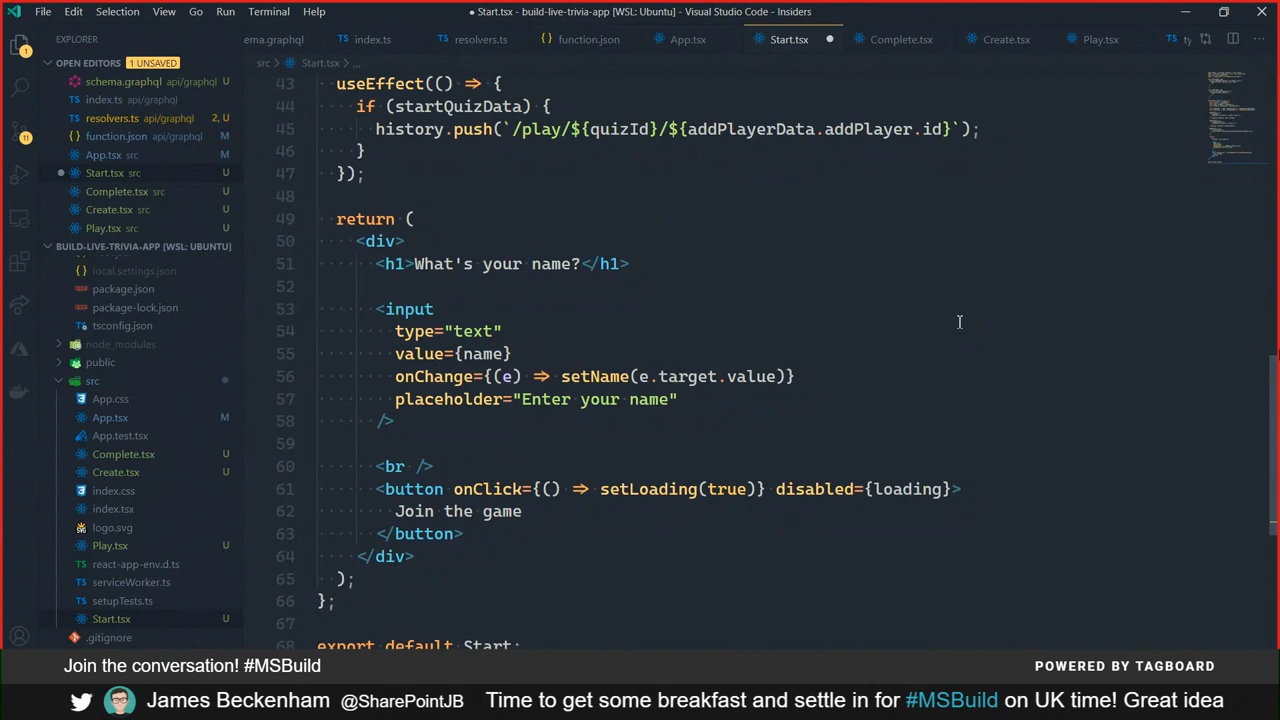 File Edit Selection View Go Run Terminal Help
● Start.tsx - build-live-trivia-app [WSL: Ubuntu] - Visual Studio Code - Insiders
EXPLORER
ema.graphql index.ts resolvers.ts function.json App.tsx Start.tsx Complete.tsx Create.tsx Play.tsx ty
OPEN EDITORS 1 UNSAVED
schema.graphql api/graphql U
index.ts api/graphql
resolvers.ts api/graphql 2, U
function.json api/graphql M
App.tsx src M
Start.tsx src U
Complete.tsx src U
Create.tsx src U
Play.tsx src U
BUILD-LIVE-TRIVIA-APP [WSL: UBUNTU]
local.settings.json
package.json
package-lock.json
tsconfig.json
node_modules
public
src
App.css
App.tsx M
App.test.tsx
Complete.tsx U
Create.tsx U
index.css
index.tsx
logo.svg
Play.tsx U
react-app-env.d.ts
serviceWorker.ts
setupTests.ts
Start.tsx U
.gitignore
1
11
src > Start.tsx > ...
43 useEffect(() => {
44 if (startQuizData) {
45 history.push(`/play/${quizId}/${addPlayerData.addPlayer.id}`);
46 }
47 });
48
49 return (
50 <div>
51 <h1>What's your name?</h1>
52
53 <input
54 type="text"
55 value={name}
56 onChange={(e) => setName(e.target.value)}
57 placeholder="Enter your name"
58 />
59
60 <br />
61 <button onClick={() => setLoading(true)} disabled={loading}>
62 Join the game
63 </button>
64 </div>
65 );
66 };
67
68 export default Start;
Join the conversation! #MSBuild
POWERED BY TAGBOARD
James Beckenham @SharePointJB Time to get some breakfast and settle in for #MSBuild on UK time! Great idea